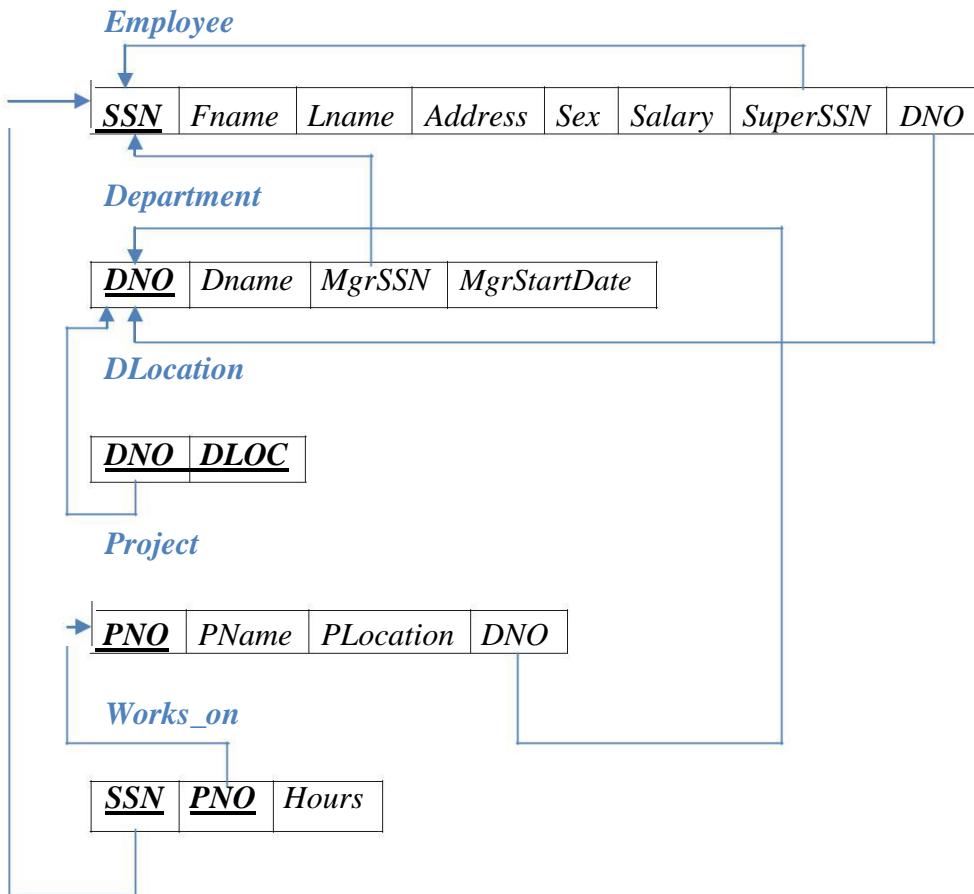 Employee
SSN Fname Lname Address Sex Salary SuperSSN DNO
Department
DNO Dname MgrSSN MgrStartDate
DLocation
DNO DLOC
Project
PNO PName PLocation DNO
Works_on
SSN PNO Hours